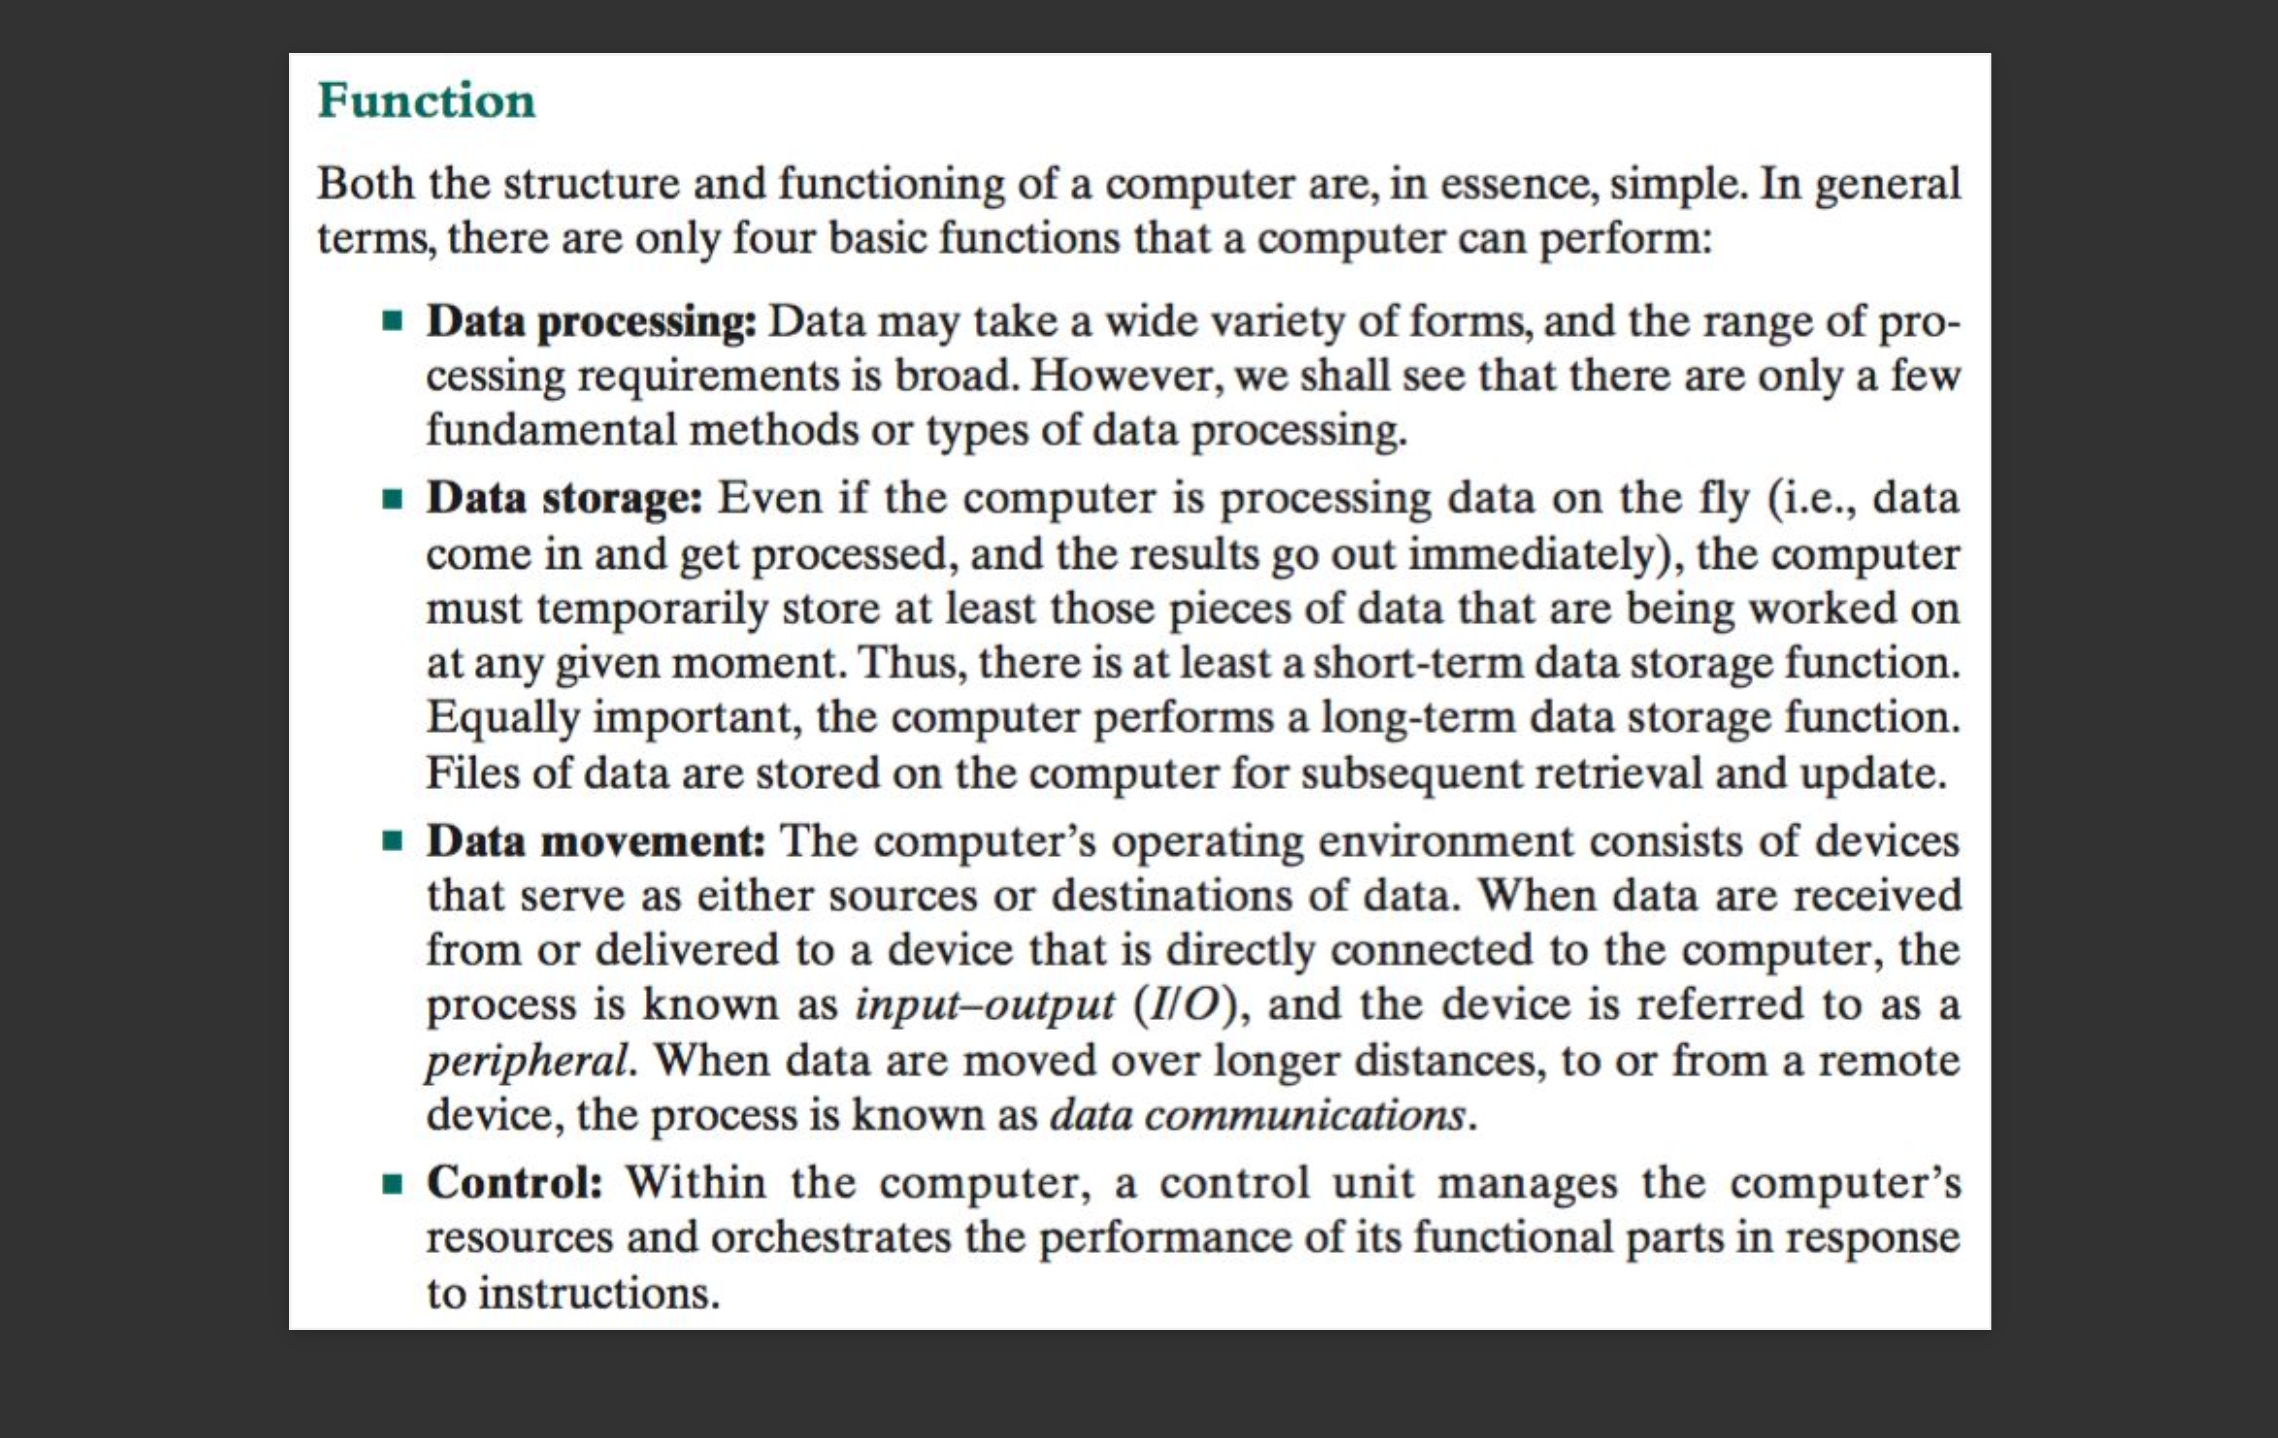 Function
Both the structure and functioning of a computer are, in essence, simple. In general
terms, there are only four basic functions that a computer can perform:
■ Data processing: Data may take a wide variety of forms, and the range of pro-
cessing requirements is broad. However, we shall see that there are only a few
fundamental methods or types of data processing.
■ Data storage: Even if the computer is processing data on the fly (i.e., data
come in and get processed, and the results go out immediately), the computer
must temporarily store at least those pieces of data that are being worked on
at any given moment. Thus, there is at least a short-term data storage function.
Equally important, the computer performs a long-term data storage function.
Files of data are stored on the computer for subsequent retrieval and update.
■ Data movement: The computer’s operating environment consists of devices
that serve as either sources or destinations of data. When data are received
from or delivered to a device that is directly connected to the computer, the
process is known as input–output (I/O), and the device is referred to as a
peripheral. When data are moved over longer distances, to or from a remote
device, the process is known as data communications.
■ Control: Within the computer, a control unit manages the computer’s
resources and orchestrates the performance of its functional parts in response
to instructions.